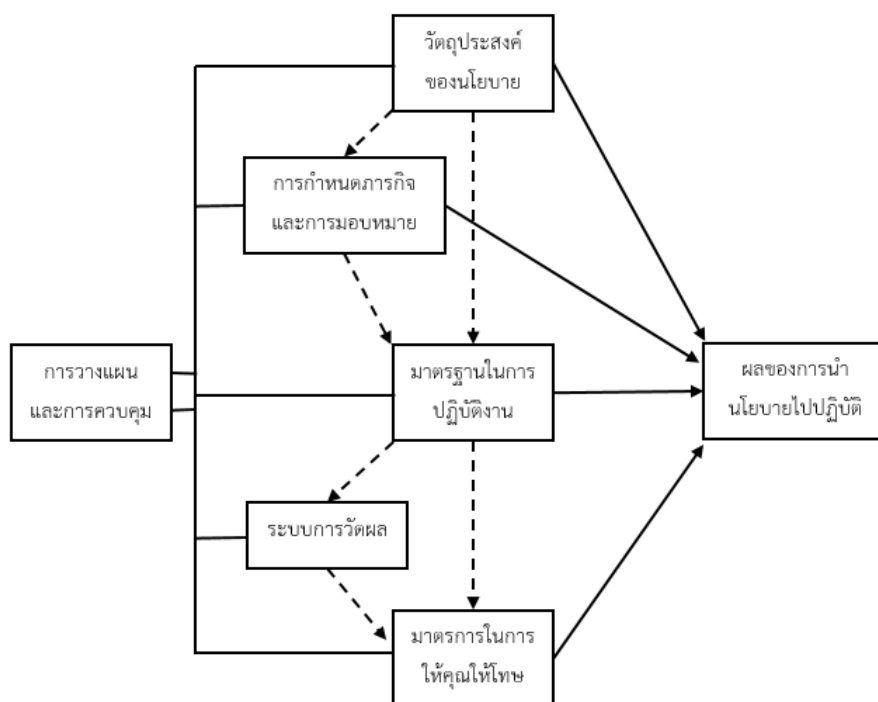 วัตถุประสงค์
ของนโยบาย
การกำหนดภารกิจ
และการมอบหมาย
การวางแผน
และการควบคุม
มาตรฐานในการ
ปฏิบัติงาน
ผลของการนำ
นโยบายไปปฏิบัติ
ระบบการวัดผล
มาตรการในการ
ให้คุณให้โทษ